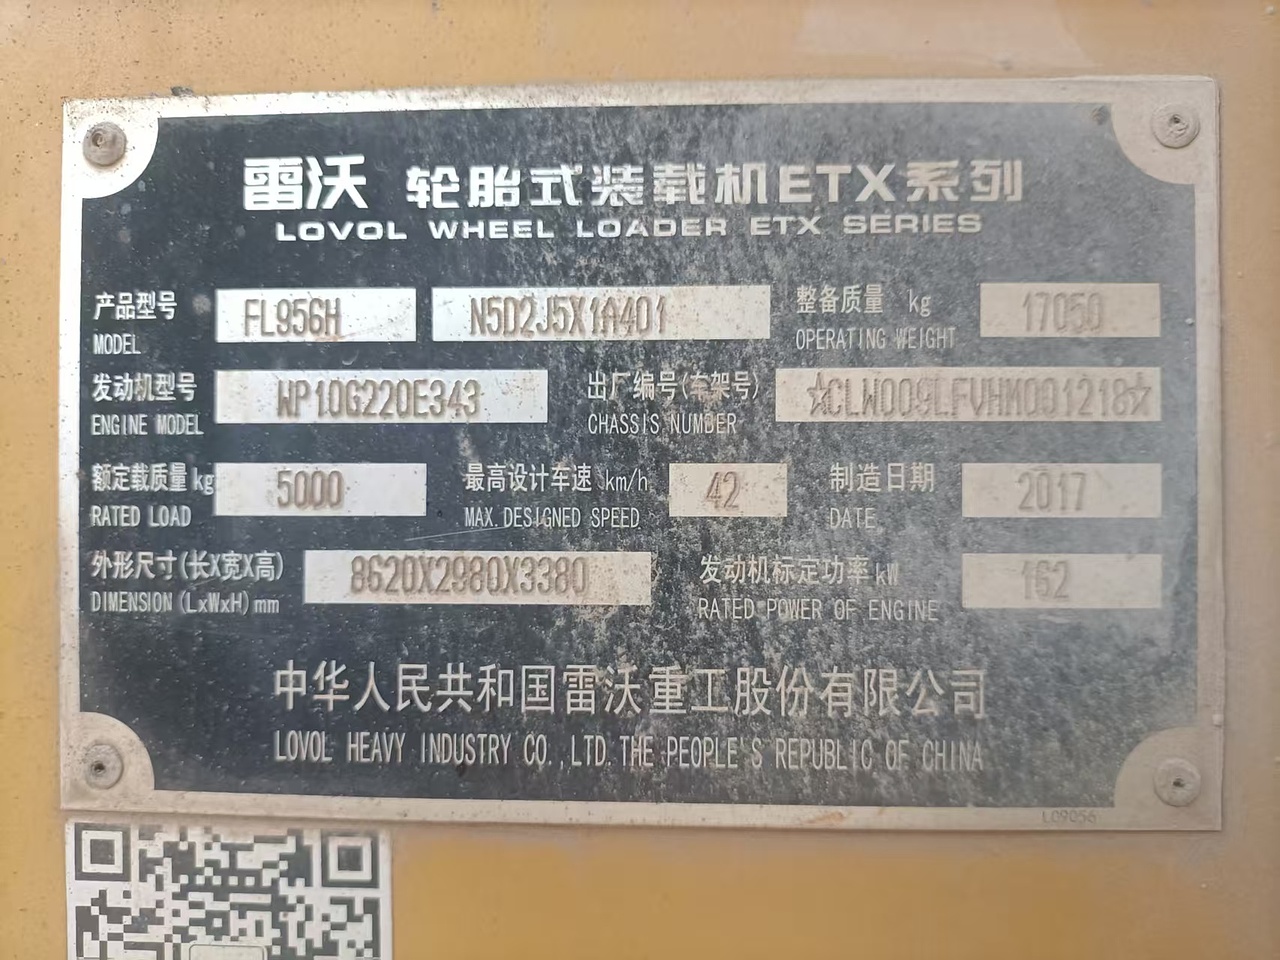 雷沃 轮胎式装载机ETX系列
LOVOL WHEEL LOADER ETX SERIES
产品型号 FL956H N5D2J5X1A401 整备质量 kg 17050
MODEL OPERATING WEIGHT
发动机型号 WP10G220E343 出厂编号(车架号) ☆CLW009LFVHM001218☆
ENGINE MODEL CHASSIS NUMBER
额定载质量 kg 5000 最高设计车速 km/h 42 制造日期 2017
RATED LOAD MAX.DESIGNED SPEED DATE
外形尺寸(长X宽X高) 8620X2980X3380 发动机标定功率 kW 162
DIMENSION (LxWxH) mm RATED POWER OF ENGINE
中华人民共和国雷沃重工股份有限公司
LOVOL HEAVY INDUSTRY CO.,LTD.THE PEOPLE'S REPUBLIC OF CHINA
L09056